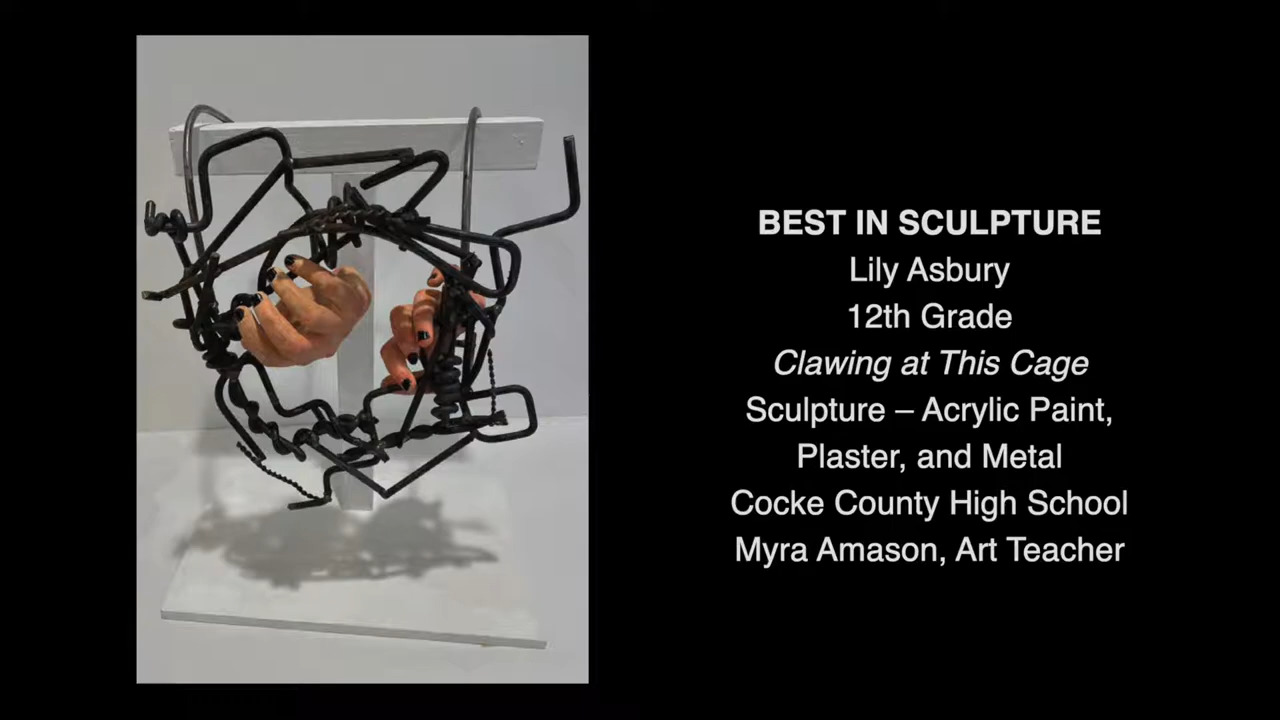 BEST IN SCULPTURE
Lily Asbury
12th Grade
Clawing at This Cage
Sculpture – Acrylic Paint,
Plaster, and Metal
Cocke County High School
Myra Amason, Art Teacher